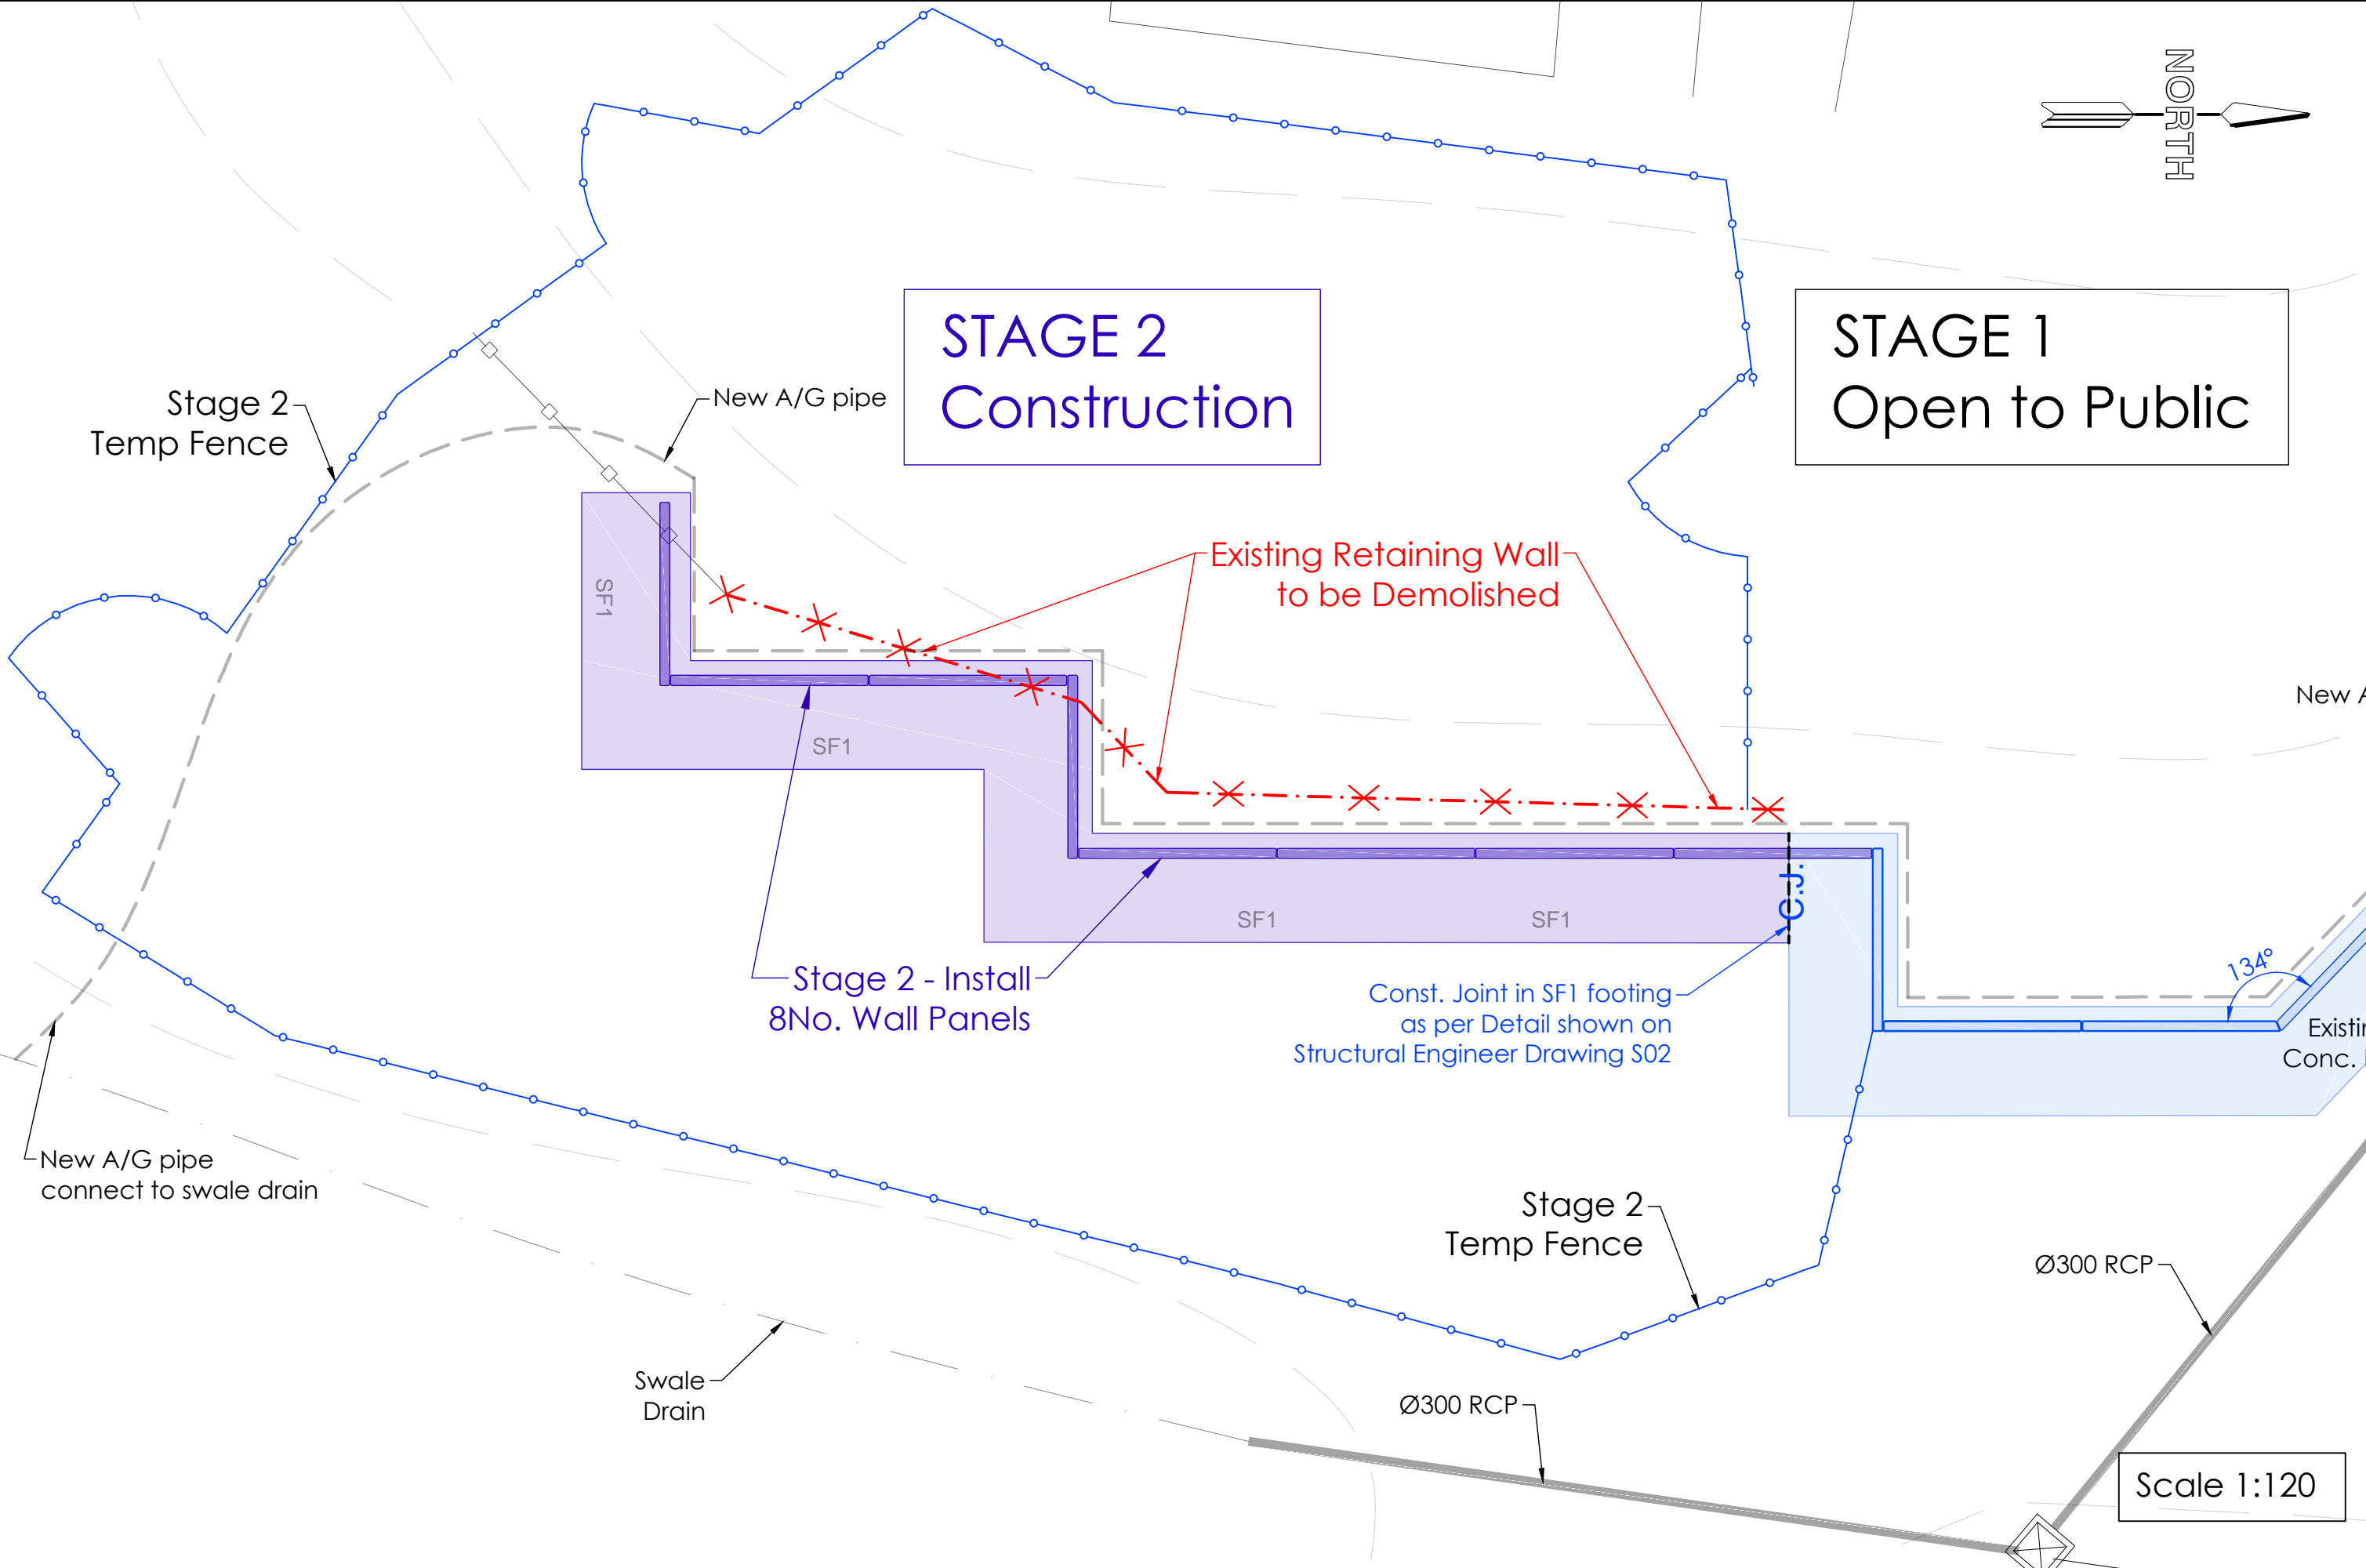 NORTH
STAGE 2
Construction
STAGE 1
Open to Public
Stage 2
Temp Fence
New A/G pipe
Existing Retaining Wall
to be Demolished
SF1
SF1
New A
SF1
SF1
C.J.
Stage 2 - Install
8No. Wall Panels
Const. Joint in SF1 footing
as per Detail shown on
Structural Engineer Drawing S02
134°
Existin
Conc.
New A/G pipe
connect to swale drain
Stage 2
Temp Fence
Ø300 RCP
Swale
Drain
Ø300 RCP
Scale 1:120